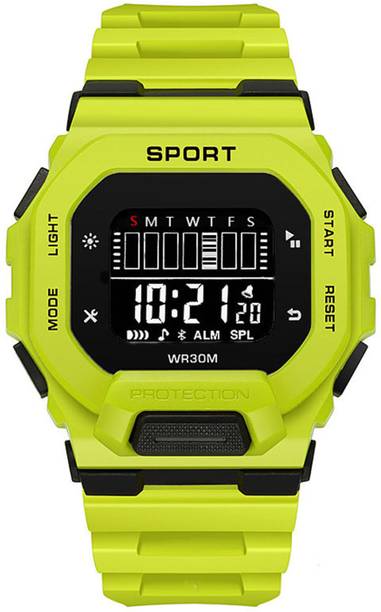 SPORT
LIGHT
START
S M T W T F S
10:21 20
MODE
RESET
ALM SPL
WR30M
PROTECTION